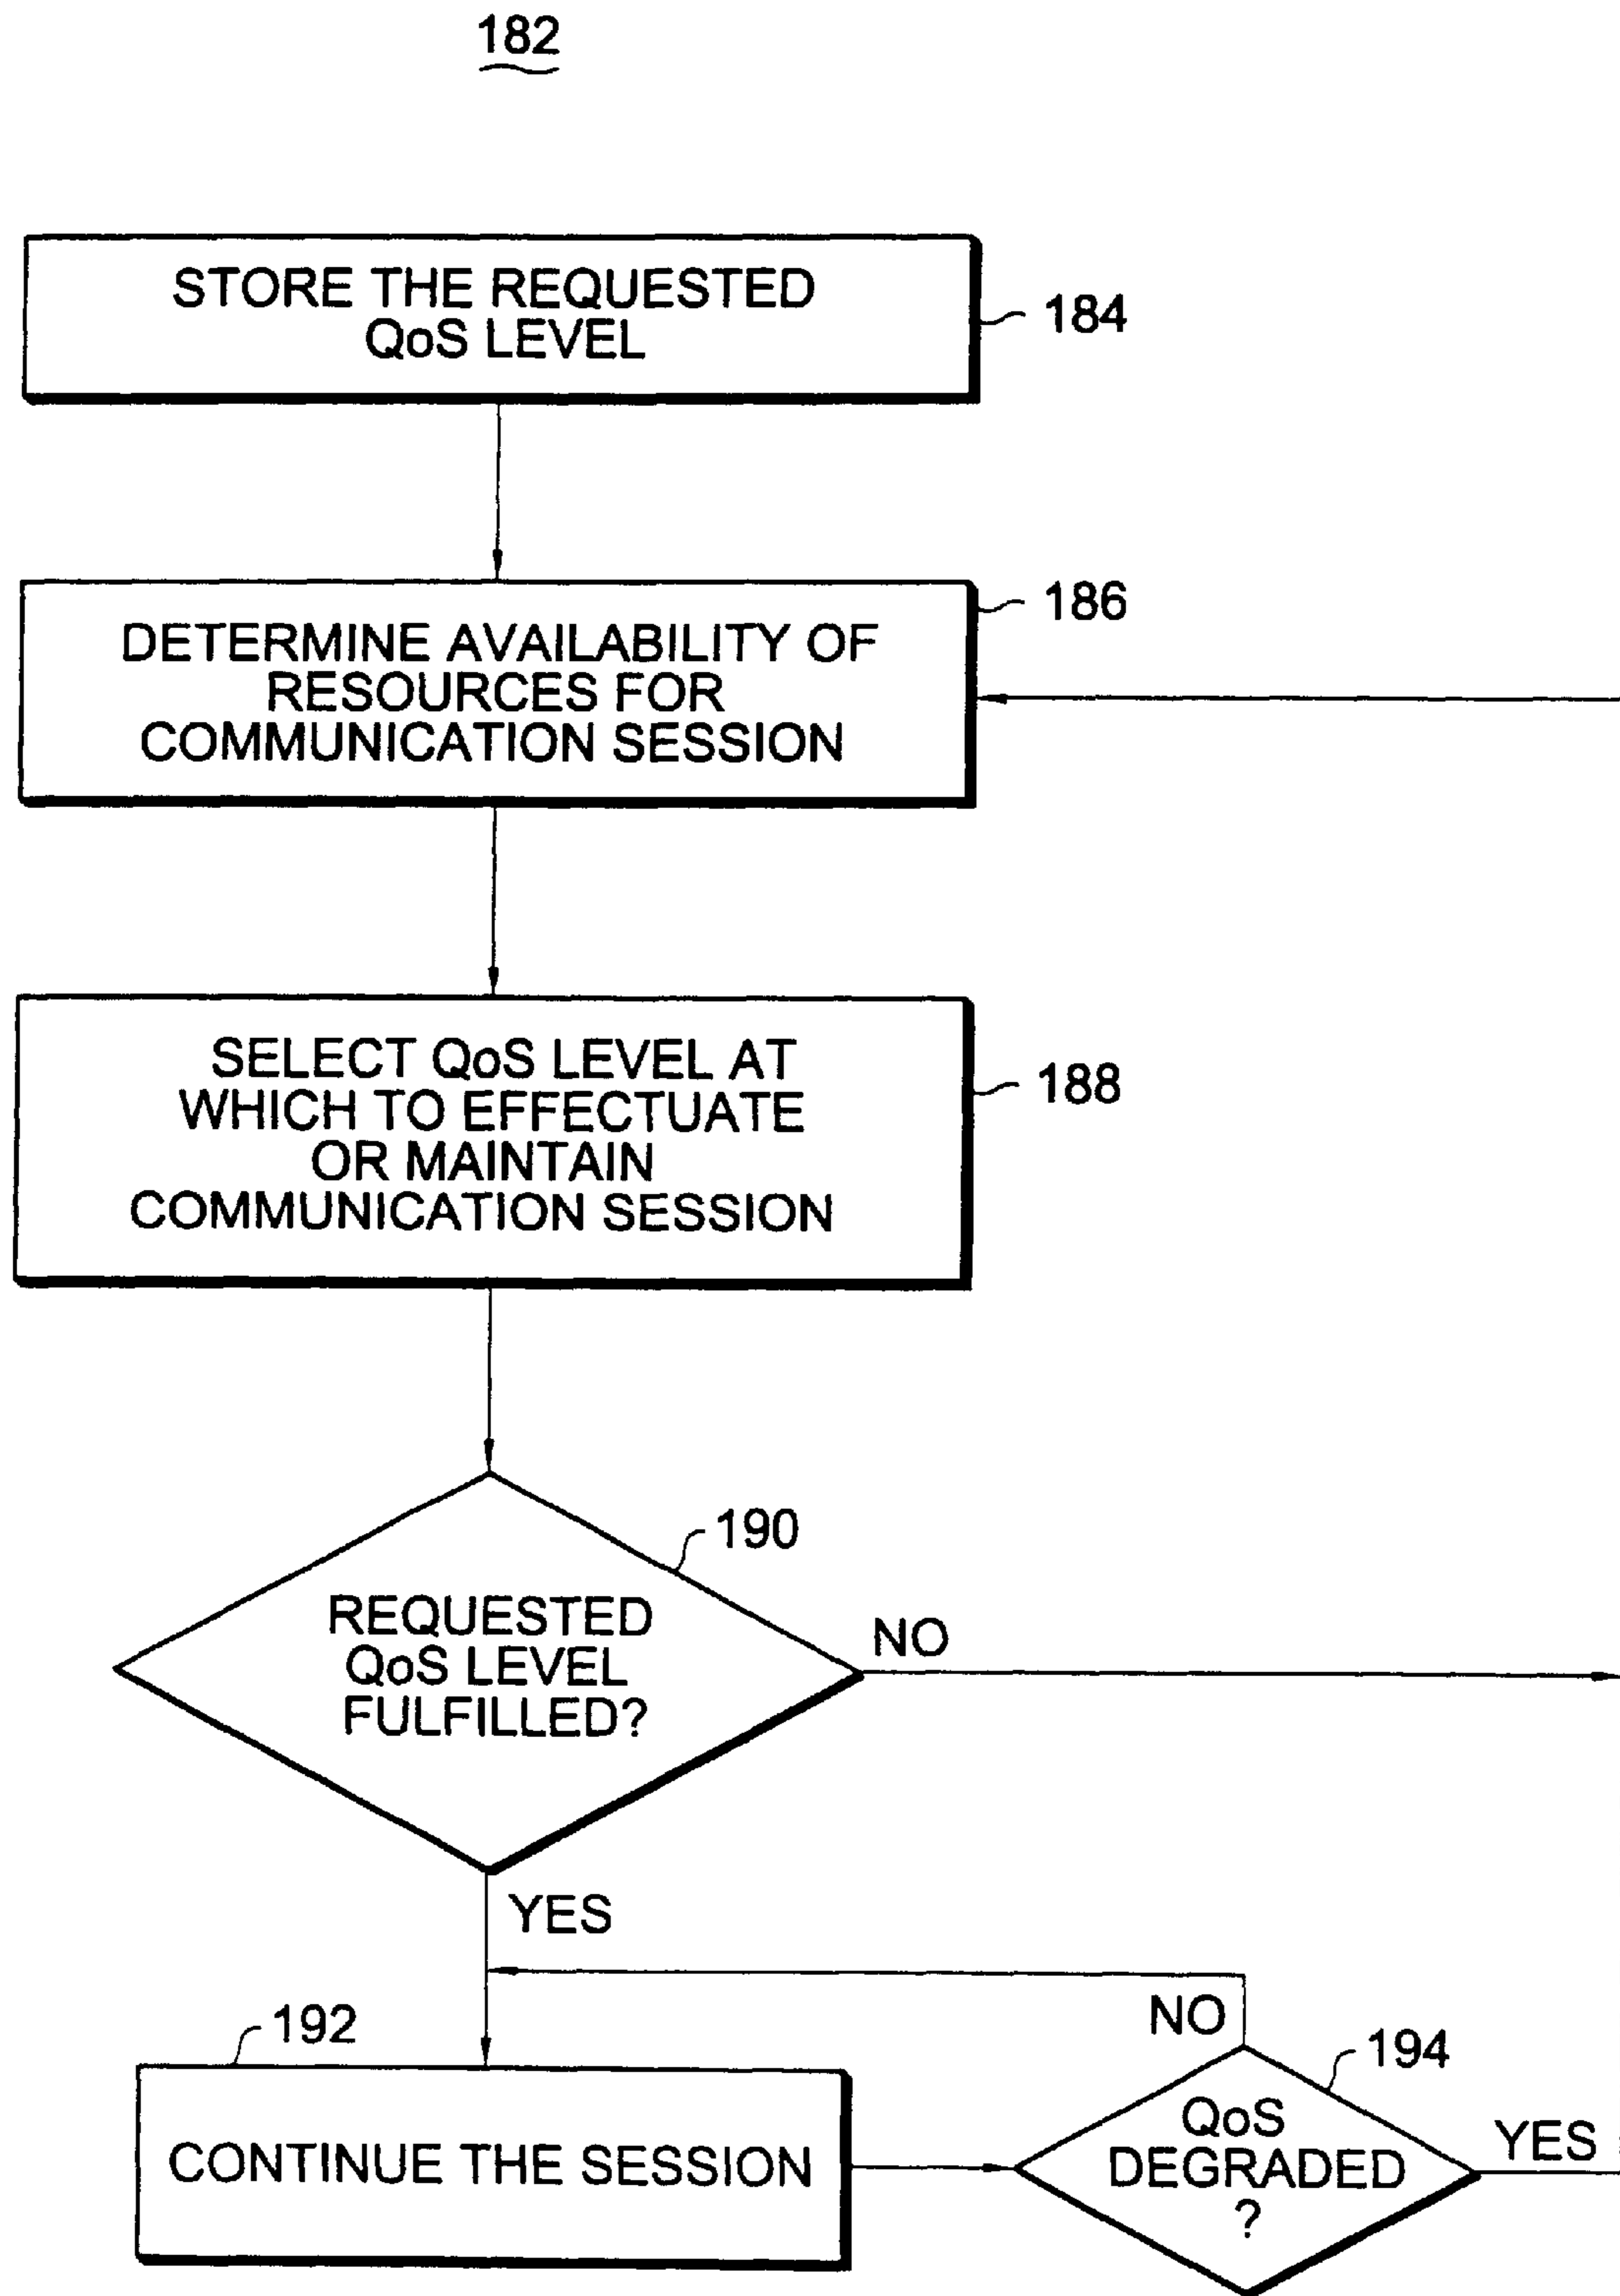 182
STORE THE REQUESTED
QoS LEVEL
184
DETERMINE AVAILABILITY OF
RESOURCES FOR
COMMUNICATION SESSION
186
SELECT QoS LEVEL AT
WHICH TO EFFECTUATE
OR MAINTAIN
COMMUNICATION SESSION
188
190
REQUESTED
QoS LEVEL
FULFILLED?
NO
YES
NO
192
194
CONTINUE THE SESSION
QoS
DEGRADED
?
YES